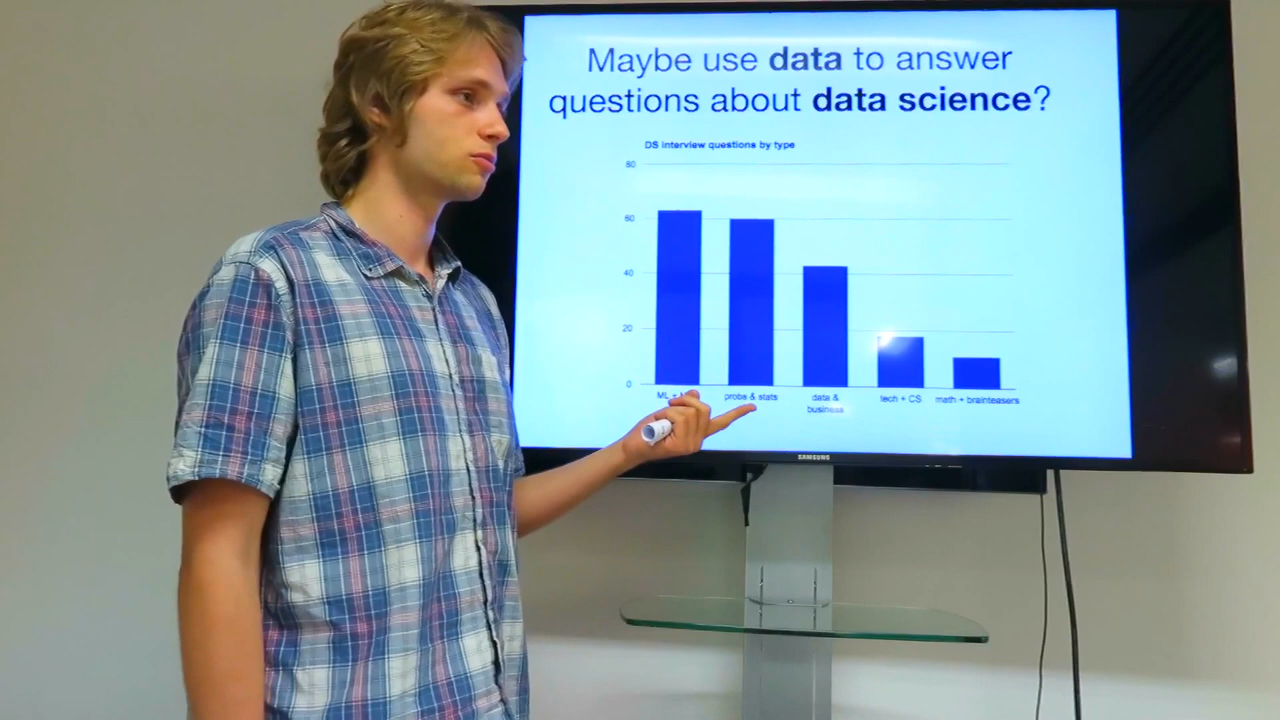 Maybe use data to answer
questions about data science?
DS interview questions by type
80
60
40
20
0
ML +
probs & stats
data &
business
tech + CS
math + brainteasers
SAMSUNG